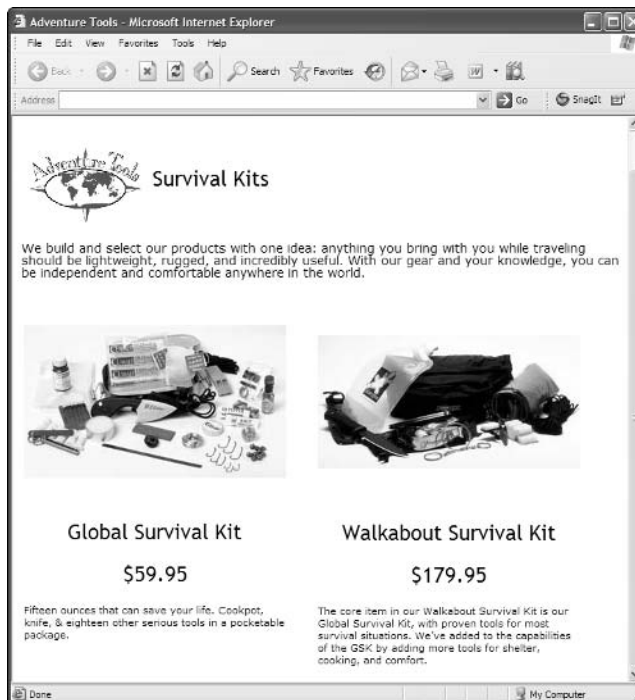 Adventure Tools - Microsoft Internet Explorer
File Edit View Favorites Tools Help
Back Search Favorites
Address Go SnagIt
Adventure Tools
Survival Kits
We build and select our products with one idea: anything you bring with you while traveling
should be lightweight, rugged, and incredibly useful. With our gear and your knowledge, you can
be independent and comfortable anywhere in the world.
Global Survival Kit
$59.95
Fifteen ounces that can save your life. Cookpot,
knife, & eighteen other serious tools in a pocketable
package.
Walkabout Survival Kit
$179.95
The core item in our Walkabout Survival Kit is our
Global Survival Kit, with proven tools for most
survival situations. We've added to the capabilities
of the GSK by adding more tools for shelter,
cooking, and comfort.
Done My Computer